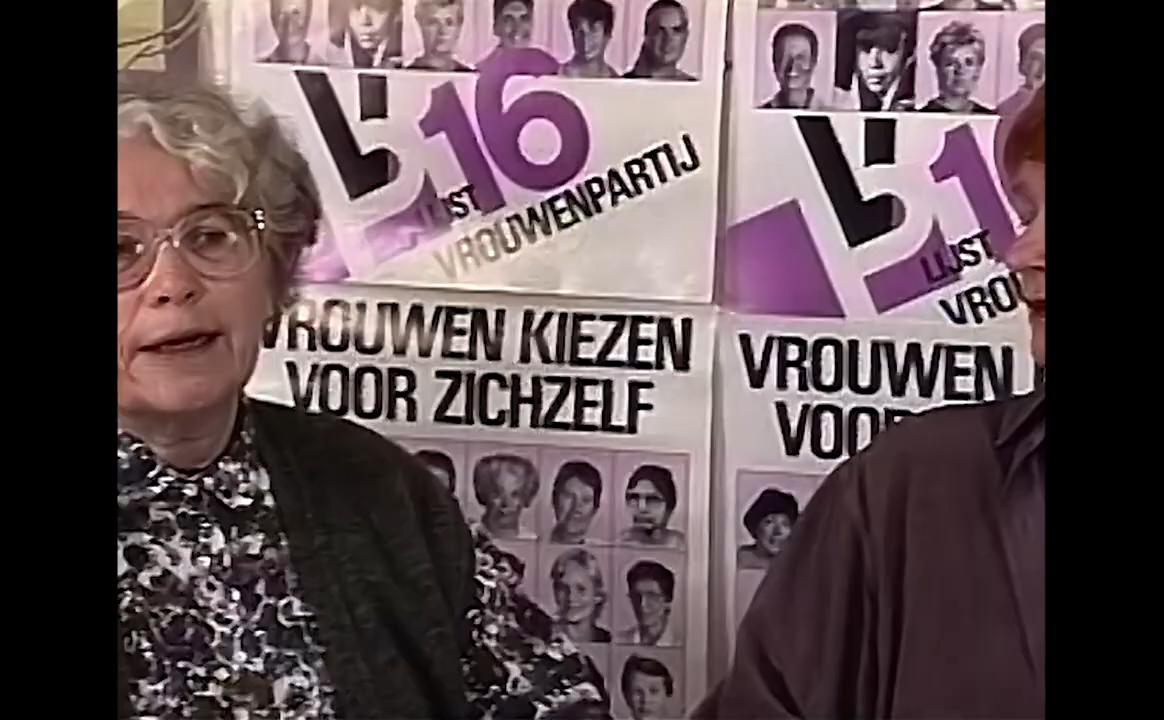 16
LIJST
VROUWENPARTIJ
VROUWEN KIEZEN
VOOR ZICHZELF
1
LIJST
VROU
VROUWEN
VOOR